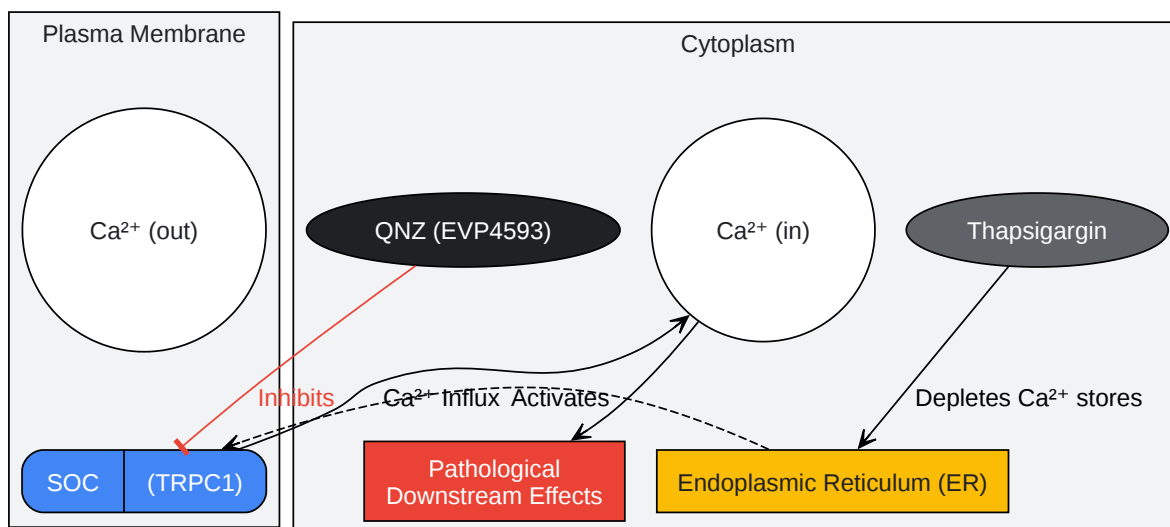 Plasma Membrane
Cytoplasm
Ca²⁺ (out)
QNZ (EVP4593)
Ca²⁺ (in)
Thapsigargin
Inhibits
Ca²⁺ Influx
Activates
Depletes Ca²⁺ stores
SOC
(TRPC1)
Pathological
Downstream Effects
Endoplasmic Reticulum (ER)